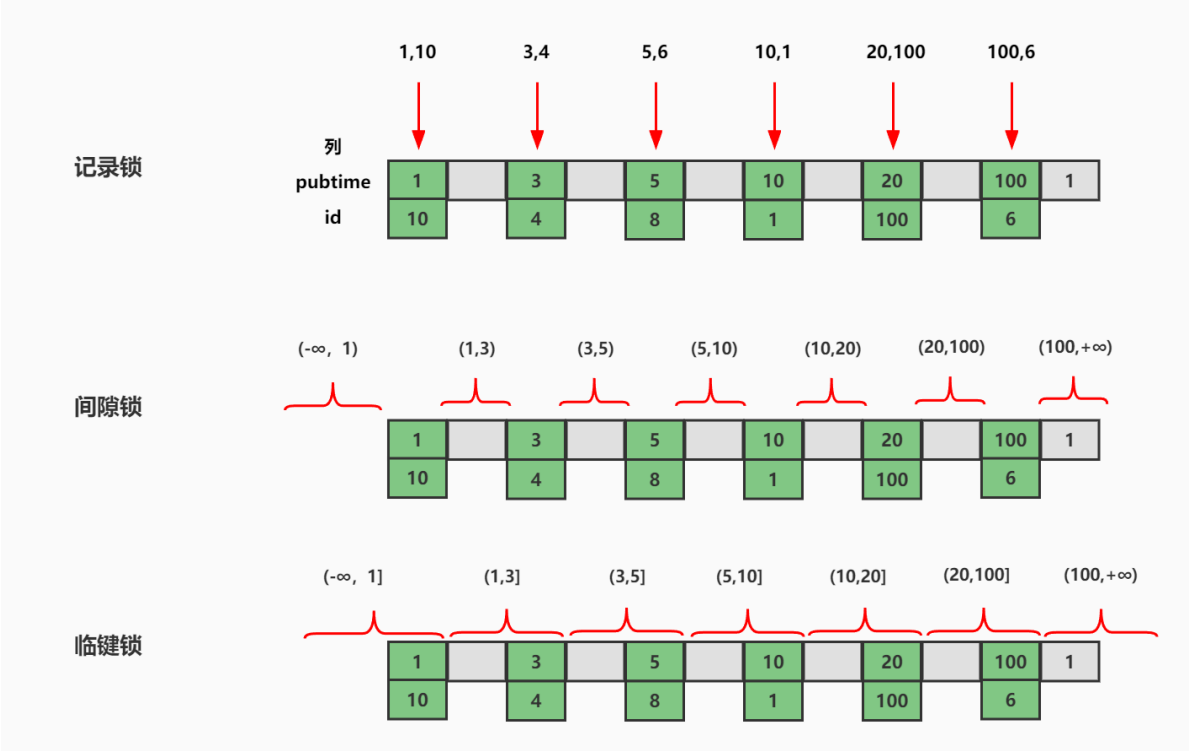 1,10 3,4 5,6 10,1 20,100 100,6
列
记录锁
pubtime 1 3 5 10 20 100 1
id 10 4 8 1 100 6
(-∞, 1) (1,3) (3,5) (5,10) (10,20) (20,100) (100,+∞)
间隙锁
1 3 5 10 20 100 1
10 4 8 1 100 6
(-∞, 1] (1,3] (3,5] (5,10] (10,20] (20,100] (100,+∞)
临键锁
1 3 5 10 20 100 1
10 4 8 1 100 6